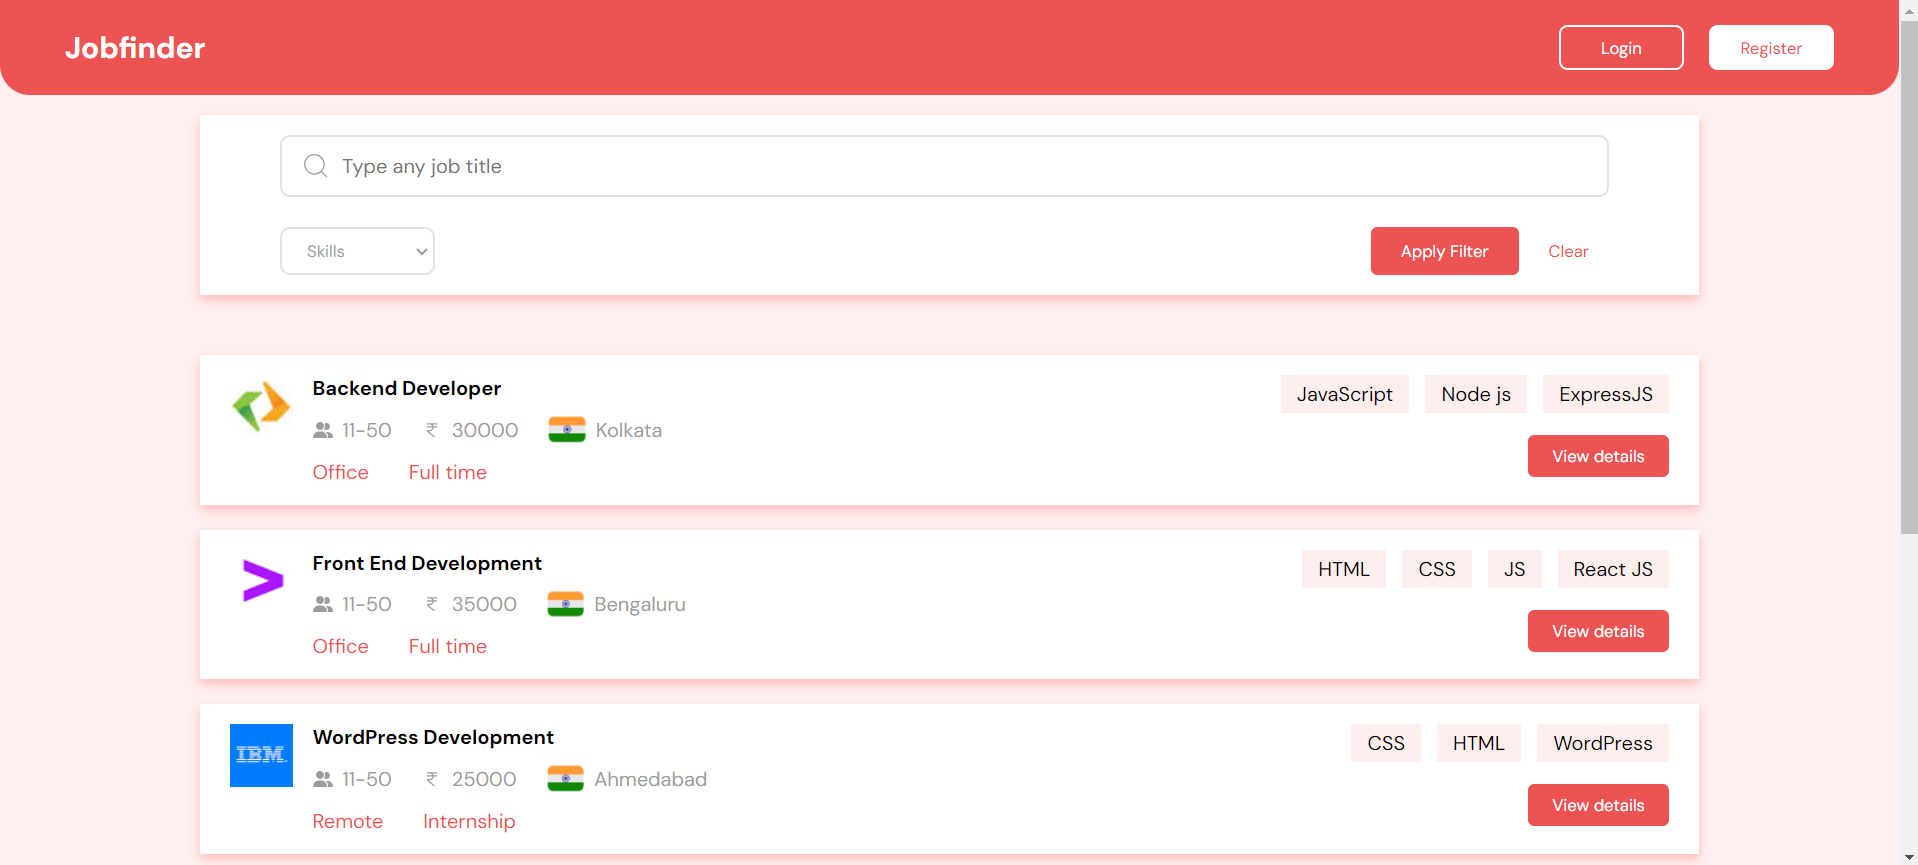 Jobfinder Login Register
Type any job title
Skills Apply Filter Clear
Backend Developer JavaScript Node js ExpressJS
11-50 ₹ 30000 Kolkata
View details
Office Full time
Front End Development HTML CSS JS React JS
11-50 ₹ 35000 Bengaluru
View details
Office Full time
IBM
WordPress Development CSS HTML WordPress
11-50 ₹ 25000 Ahmedabad
View details
Remote Internship